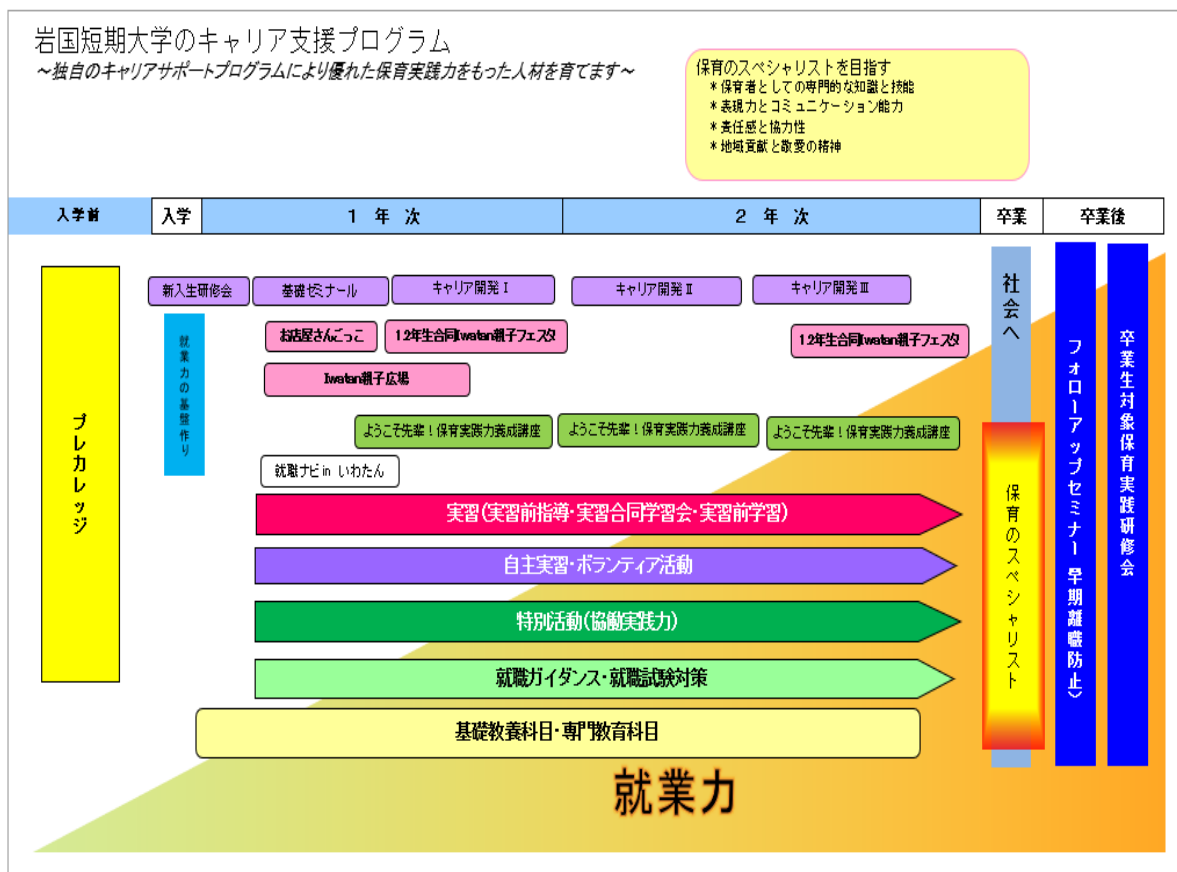 岩国短期大学のキャリア支援プログラム
～独自のキャリアサポートプログラムにより優れた保育実践力をもった人材を育てます～
保育のスペシャリストを目指す
＊保育者としての専門的な知識と技能
＊表現力とコミュニケーション能力
＊責任感と協力性
＊地域貢献と敬愛の精神
入学前
入学
1 年 次
2 年 次
卒業
卒業後
プレカレッジ
新入生研修会
基礎ゼミナール
キャリア開発Ⅰ
キャリア開発Ⅱ
キャリア開発Ⅲ
就業力の基盤作り
お店屋さんごっこ
1.2年生合同Iwatan親子フェスタ
1.2年生合同Iwatan親子フェスタ
Iwatan親子広場
ようこそ先輩！保育実践力養成講座
ようこそ先輩！保育実践力養成講座
ようこそ先輩！保育実践力養成講座
就職ナビ in いわたん
実習(実習前指導・実習合同学習会・実習前学習)
自主実習・ボランティア活動
特別活動(協働実践力)
就職ガイダンス・就職試験対策
基礎教養科目・専門教育科目
就業力
社会へ
保育のスペシャリスト
フォローアップセミナー 早期離職防止）
卒業生対象保育実践研修会